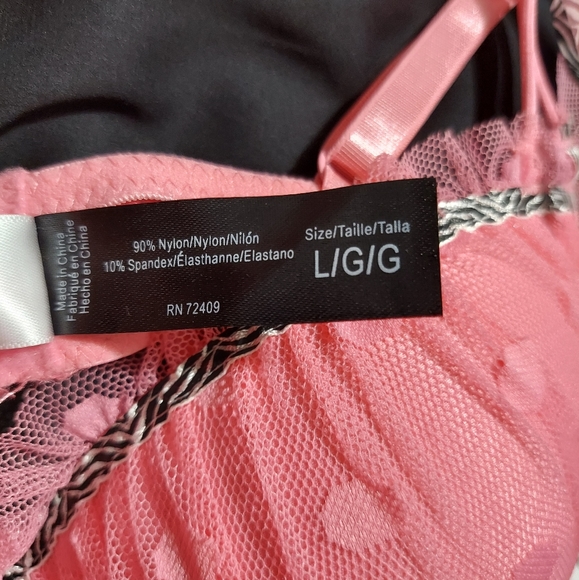 Made in China
Fabriqué en Chine
Hecho en China
90% Nylon/Nylon/Nilón
10% Spandex/Élasthanne/Elastano
RN 72409
Size/Taille/Talla
L/G/G